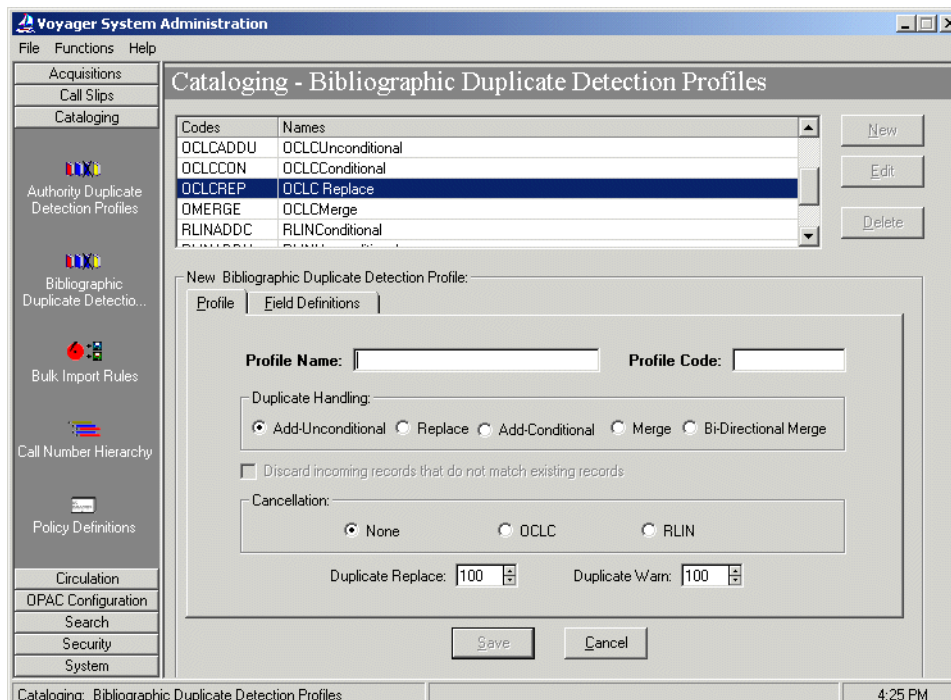 Voyager System Administration
File Functions Help
Acquisitions
Call Slips
Cataloging
Authority Duplicate
Detection Profiles
Bibliographic
Duplicate Detectio...
Bulk Import Rules
Call Number Hierarchy
Policy Definitions
Circulation
OPAC Configuration
Search
Security
System
Cataloging - Bibliographic Duplicate Detection Profiles
Codes Names
OCLCADDU OCLCUnconditional
OCLCCON OCLCConditional
OCLCREP OCLC Replace
OMERGE OCLCMerge
RLINADDC RLINConditional
New
Edit
Delete
New Bibliographic Duplicate Detection Profile:
Profile Field Definitions
Profile Name: Profile Code:
Duplicate Handling:
Add-Unconditional Replace Add-Conditional Merge Bi-Directional Merge
Discard incoming records that do not match existing records
Cancellation:
None OCLC RLIN
Duplicate Replace: 100 Duplicate Warn: 100
Save Cancel
Cataloging: Bibliographic Duplicate Detection Profiles 4:25 PM